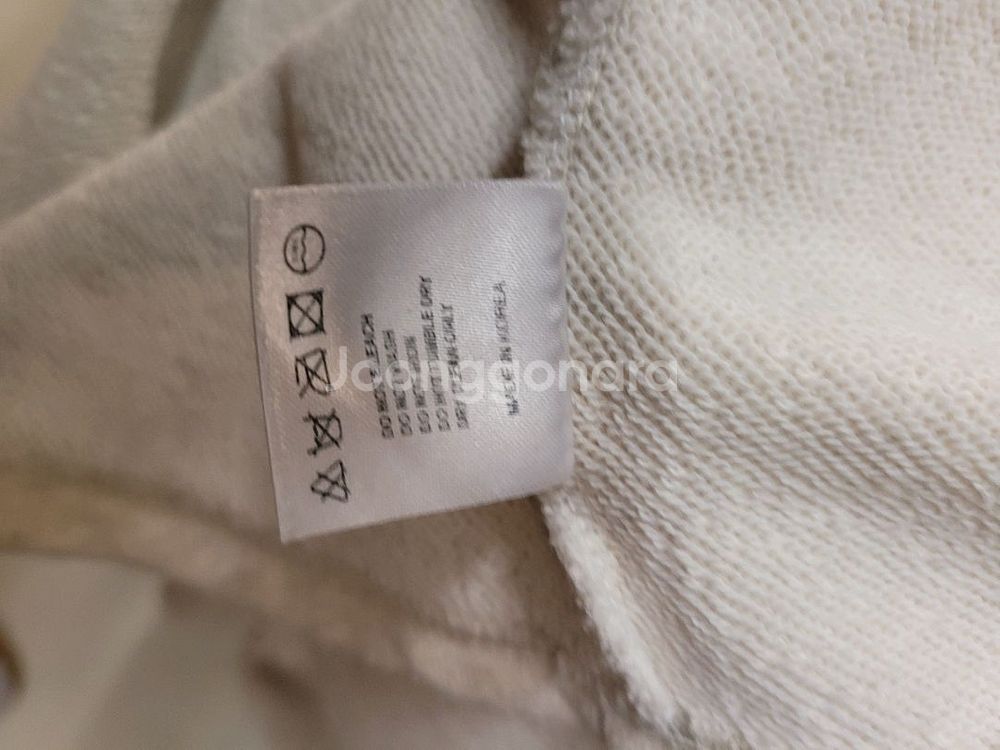 DO NOT BLEACH
DO NOT WASH
DO NOT IRON
DO NOT TUMBLE DRY
DRY CLEAN ONLY
MADE IN KOREA
Joonggonara